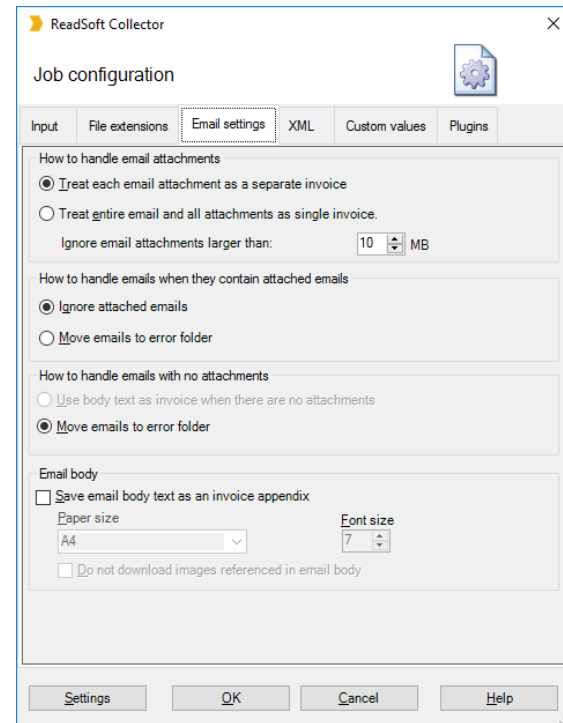 ReadSoft Collector
Job configuration
Input File extensions Email settings XML Custom values Plugins
How to handle email attachments
Treat each email attachment as a separate invoice
Treat entire email and all attachments as single invoice.
Ignore email attachments larger than: 10 MB
How to handle emails when they contain attached emails
Ignore attached emails
Move emails to error folder
How to handle emails with no attachments
Use body text as invoice when there are no attachments
Move emails to error folder
Email body
Save email body text as an invoice appendix
Paper size Font size
A4 7
Do not download images referenced in email body
Settings OK Cancel Help